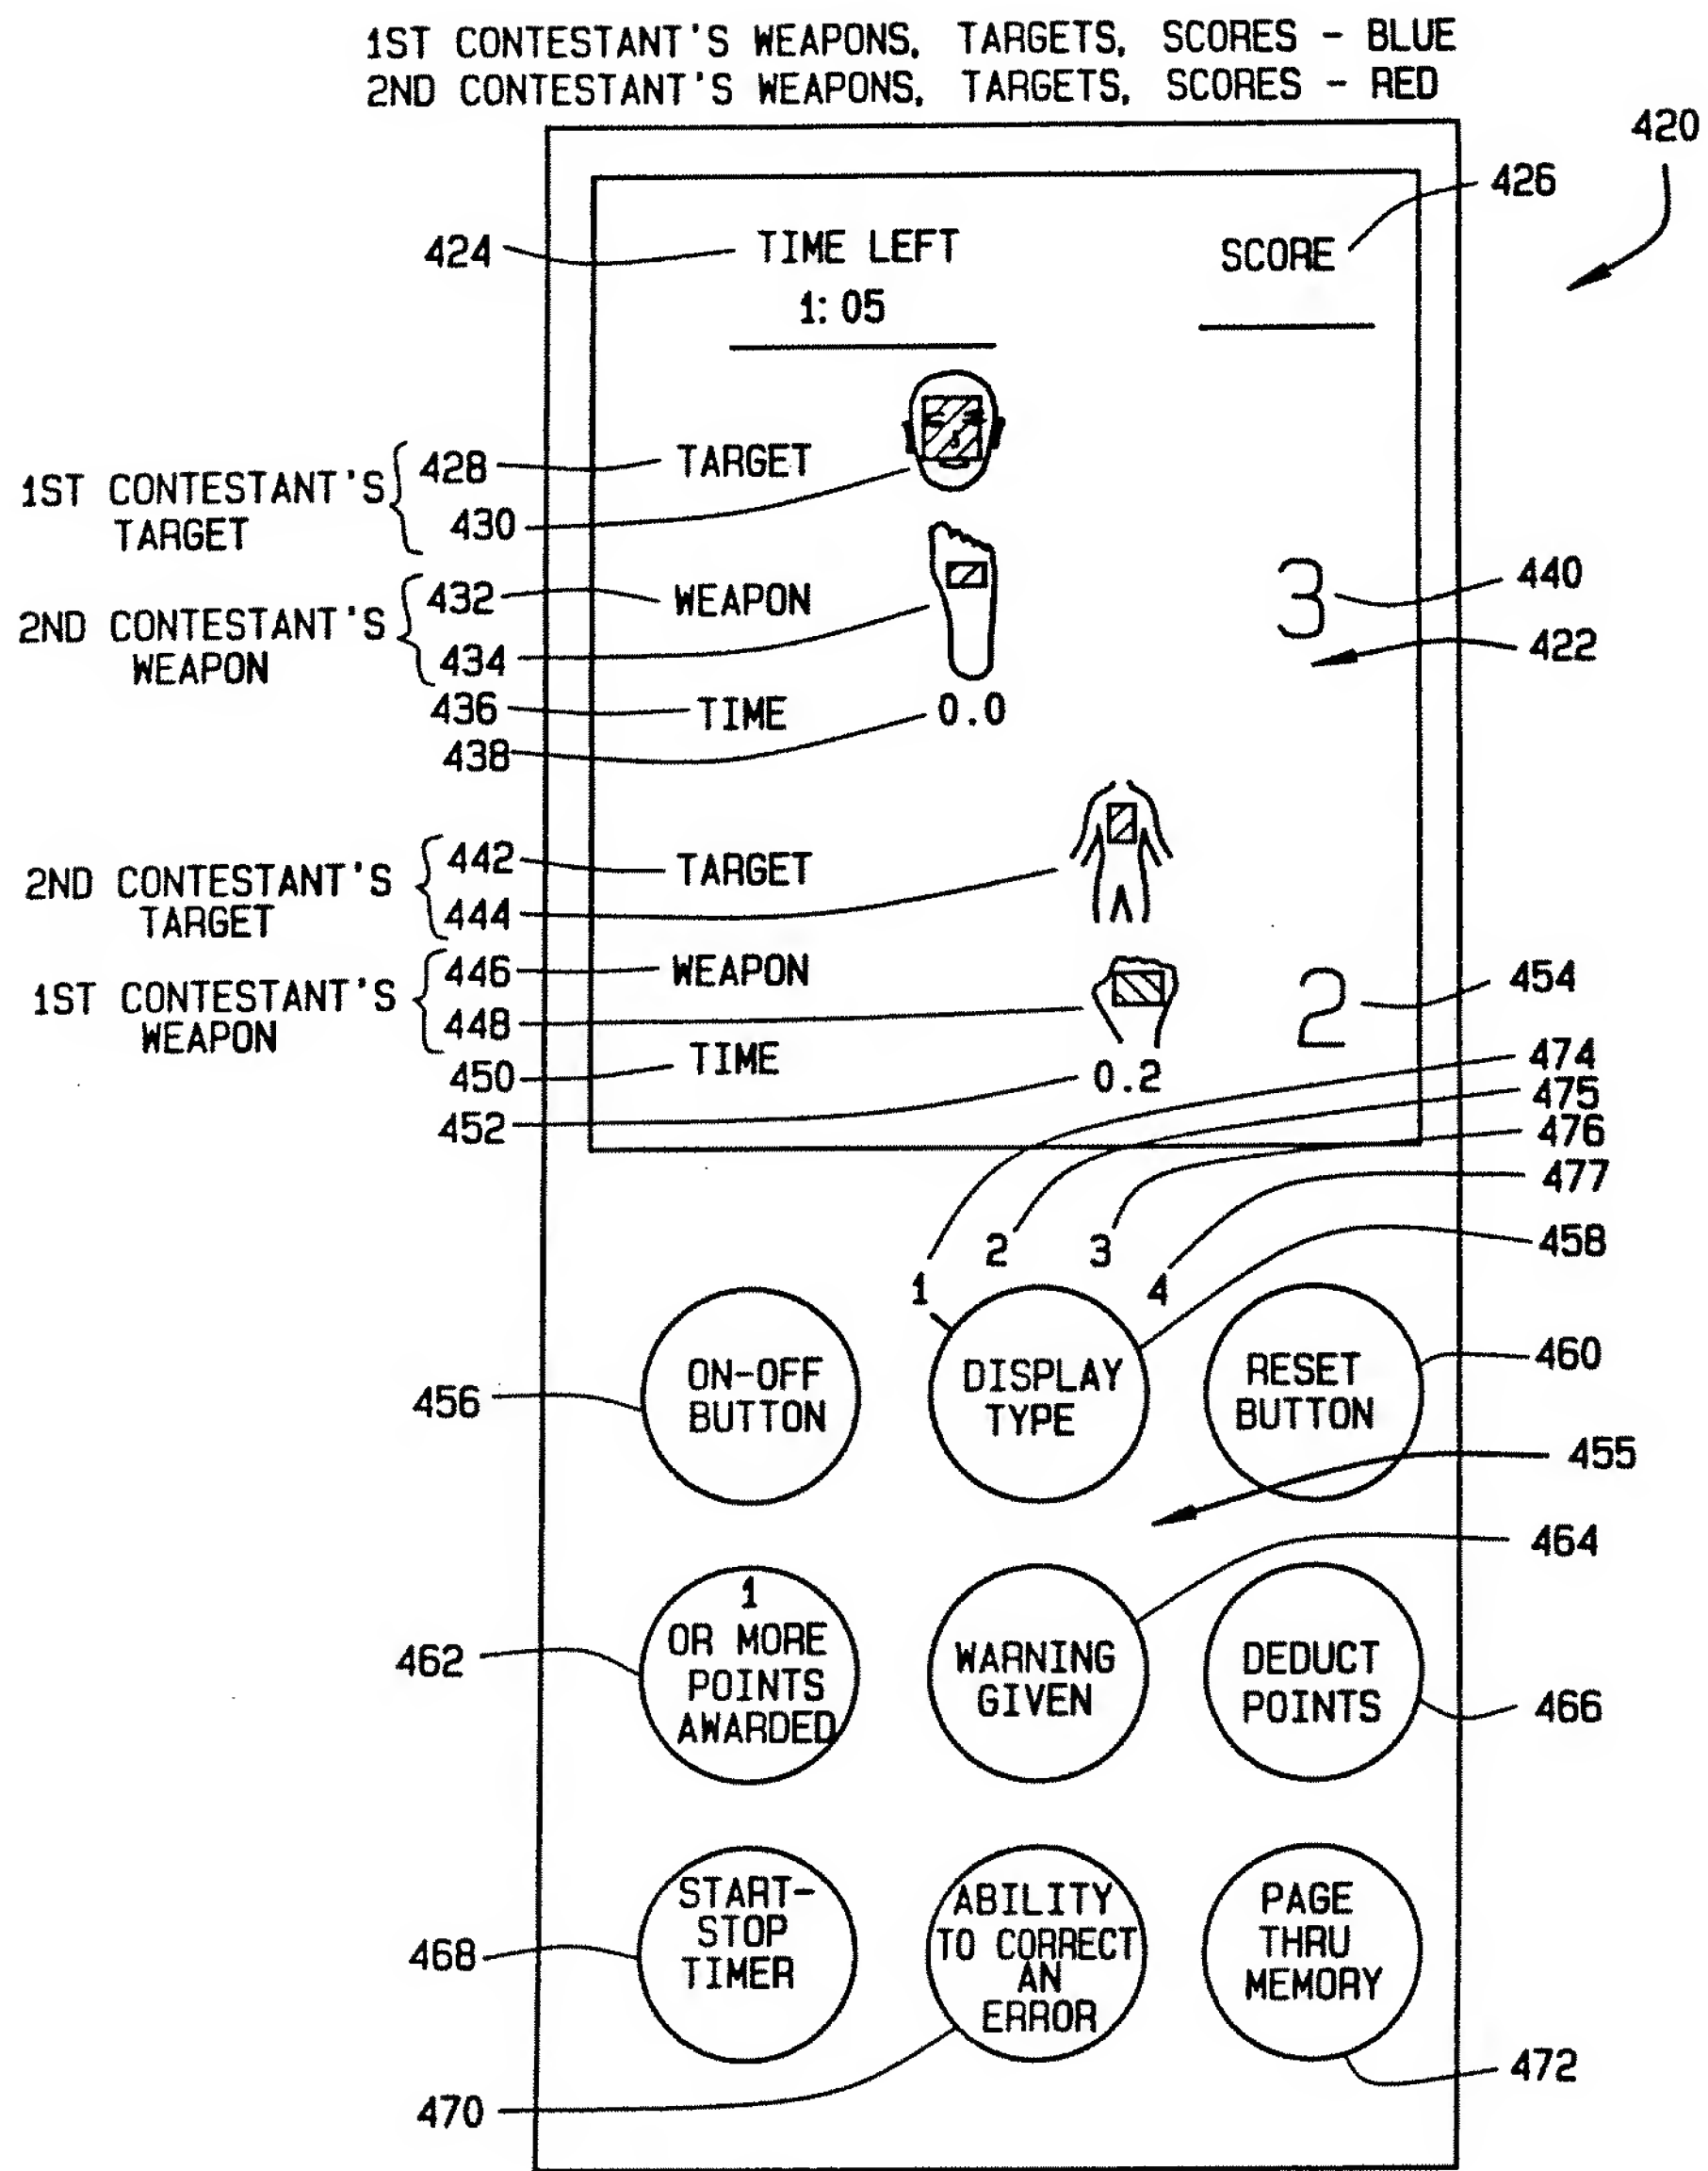 1ST CONTESTANT'S WEAPONS, TARGETS, SCORES - BLUE
2ND CONTESTANT'S WEAPONS, TARGETS, SCORES - RED
420
426
424 TIME LEFT SCORE
1:05
1ST CONTESTANT'S TARGET
428 TARGET
430
2ND CONTESTANT'S WEAPON
432 WEAPON
434
3 440
422
436 TIME 0.0
438
2ND CONTESTANT'S TARGET
442 TARGET
444
1ST CONTESTANT'S WEAPON
446 WEAPON
448
2 454
450 TIME 0.2
452
474
475
476
477
1 2 3 4
458
456 ON-OFF
BUTTON
DISPLAY
TYPE
RESET
BUTTON
460
455
464
462 1
OR MORE
POINTS
AWARDED
WARNING
GIVEN
DEDUCT
POINTS
466
468 START-
STOP
TIMER
ABILITY
TO CORRECT
AN
ERROR
PAGE
THRU
MEMORY
470
472